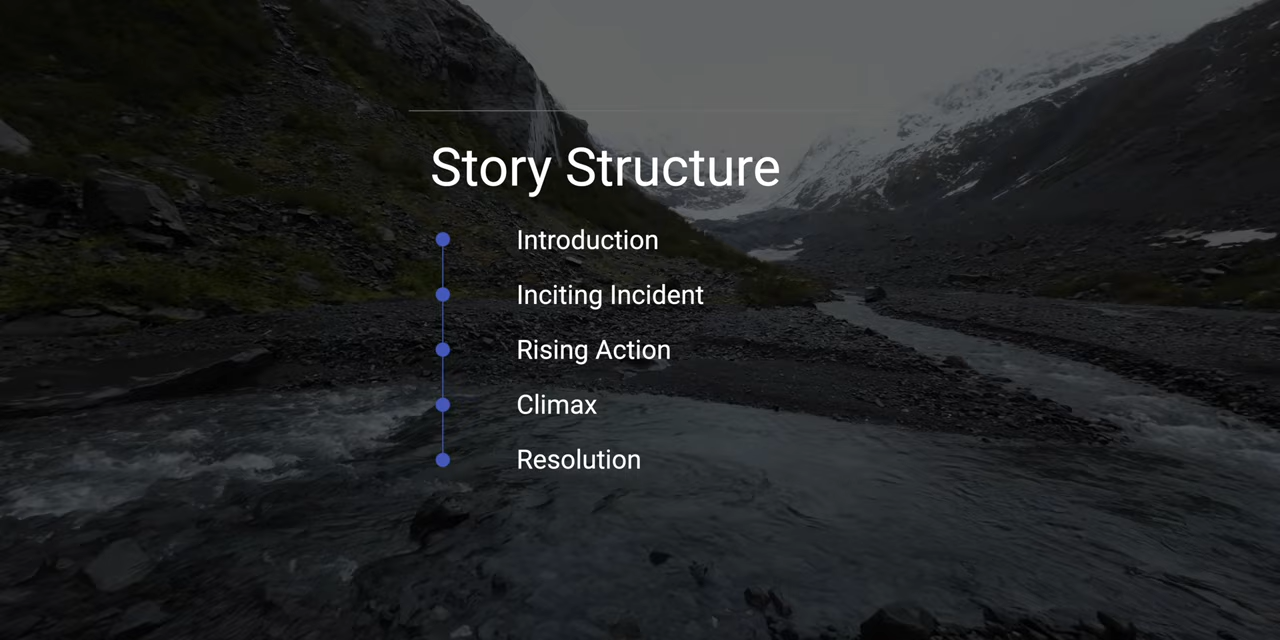 Story Structure
Introduction
Inciting Incident
Rising Action
Climax
Resolution